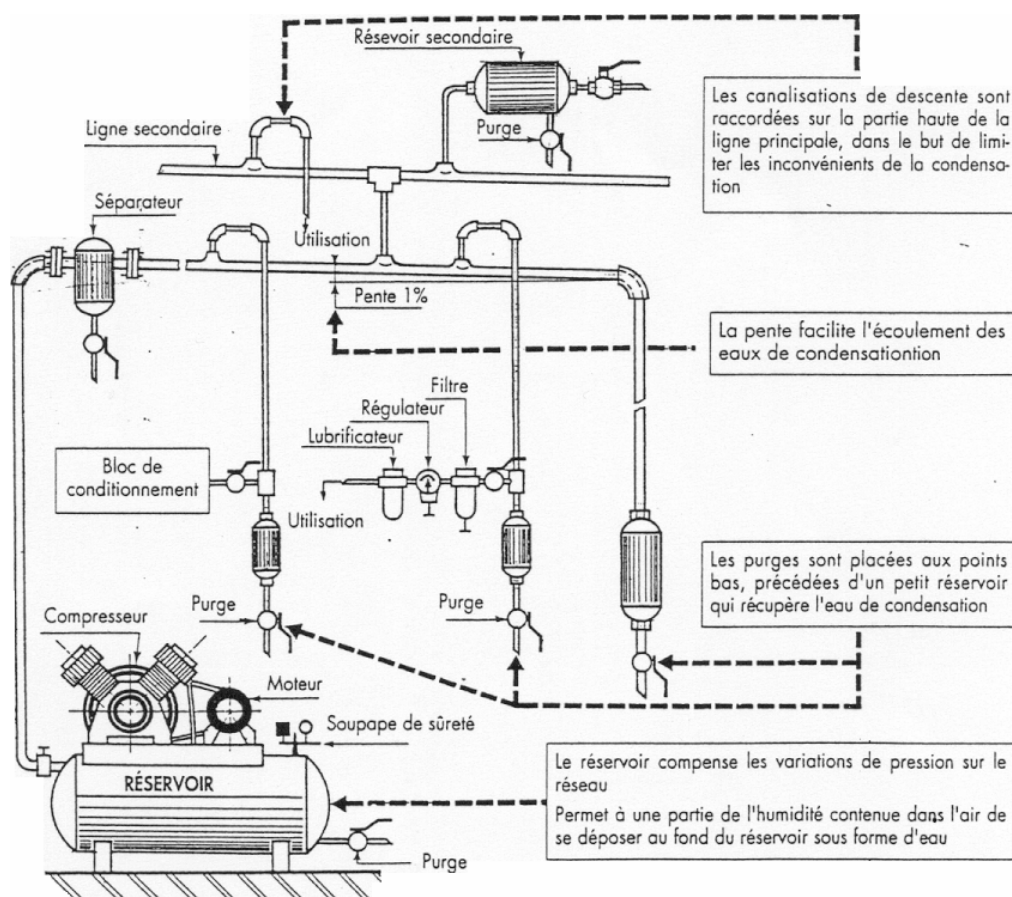 Résevoir secondaire
Purge
Ligne secondaire
Les canalisations de descente sont
raccordées sur la partie haute de la
ligne principale, dans le but de limi-
ter les inconvénients de la condensa-
tion
Séparateur
Utilisation
Pente 1%
La pente facilite l'écoulement des
eaux de condensationtion
Filtre
Régulateur
Lubrificateur
Bloc de
conditionnement
Utilisation
Les purges sont placées aux points
bas, précédées d'un petit réservoir
qui récupère l'eau de condensation
Purge
Purge
Compresseur
Moteur
Soupape de sûreté
RÉSERVOIR
Le réservoir compense les variations de pression sur le
réseau
Permet à une partie de l'humidité contenue dans l'air de
se déposer au fond du réservoir sous forme d'eau
Purge